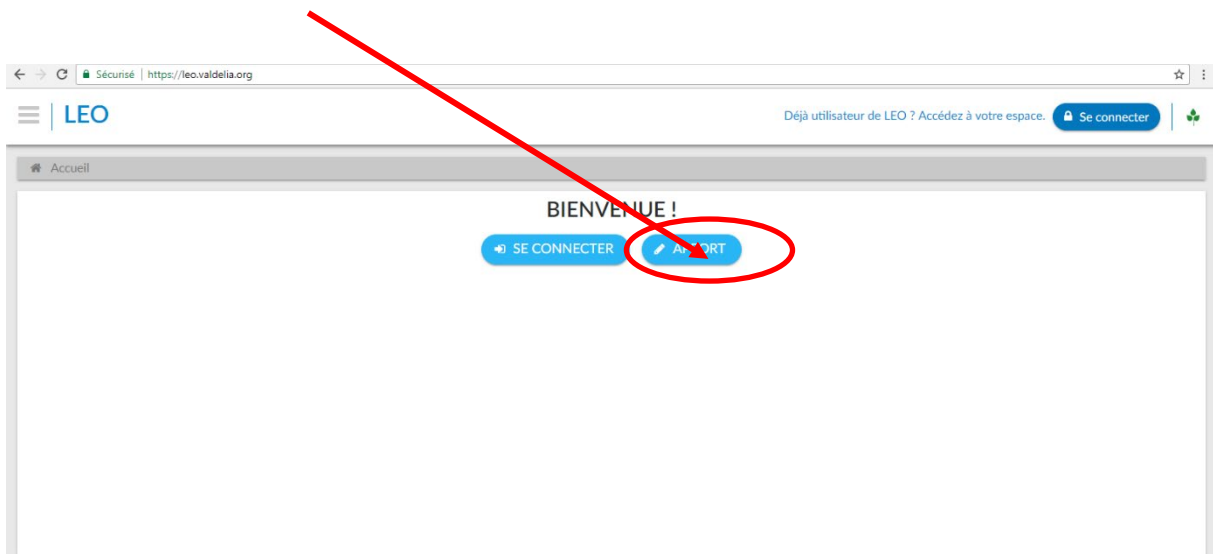 Sécurisé | https://leo.valdelia.org
LEO
Déjà utilisateur de LEO ? Accédez à votre espace. Se connecter
Accueil
BIENVENUE !
SE CONNECTER APPORT